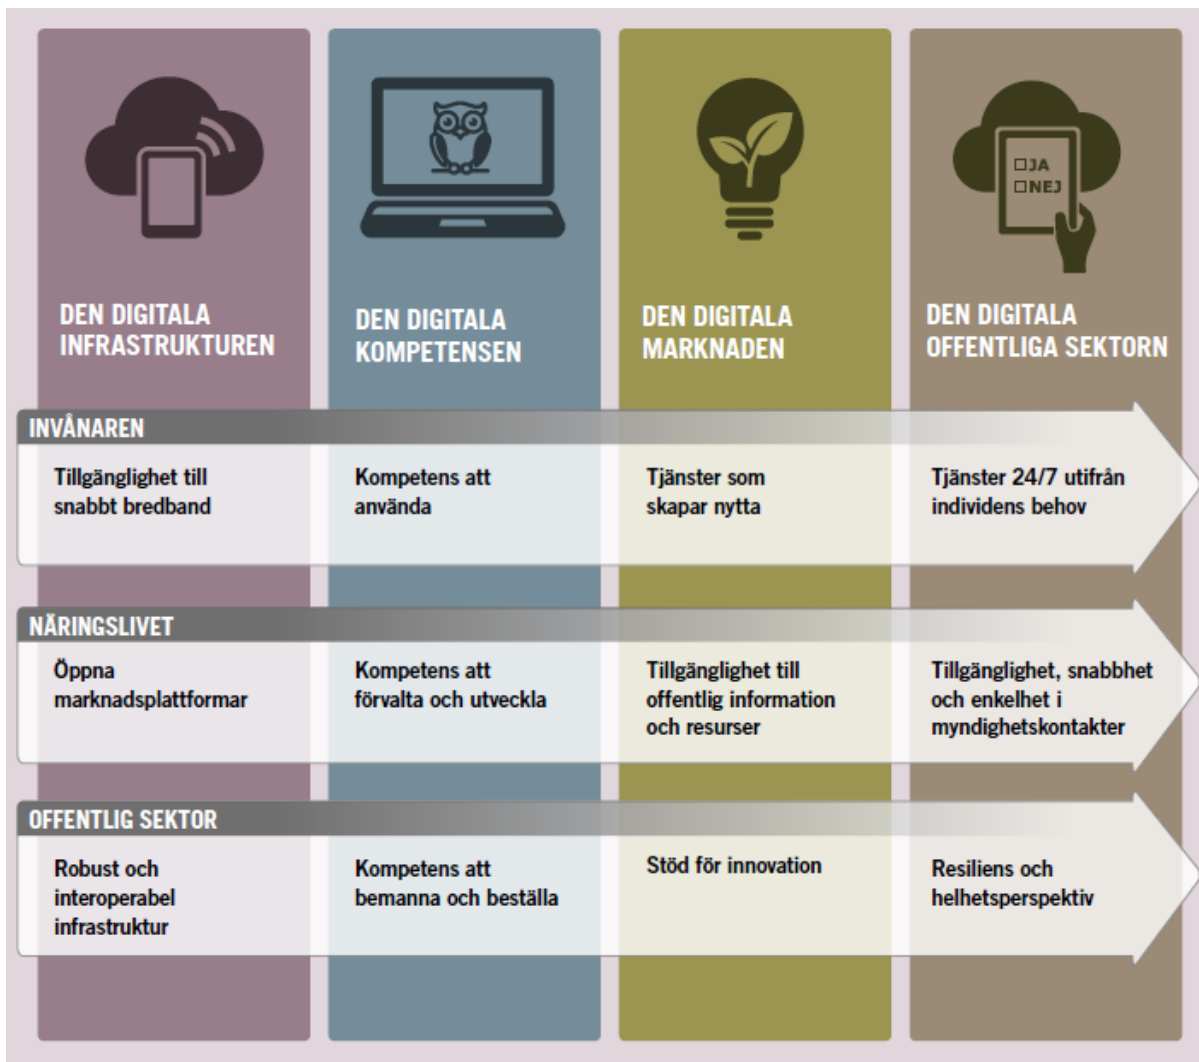 JA
NEJ
DEN DIGITALA
INFRASTRUKTUREN
DEN DIGITALA
KOMPETENSEN
DEN DIGITALA
MARKNADEN
DEN DIGITALA
OFFENTLIGA SEKTORN
INVÅNAREN
Tillgänglighet till
snabbt bredband
Kompetens att
använda
Tjänster som
skapar nytta
Tjänster 24/7 utifrån
individens behov
NÄRINGSLIVET
Öppna
marknadsplattformar
Kompetens att
förvalta och utveckla
Tillgänglighet till
offentlig information
och resurser
Tillgänglighet, snabbhet
och enkelhet i
myndighetskontakter
OFFENTLIG SEKTOR
Robust och
interoperabel
infrastruktur
Kompetens att
bemanna och beställa
Stöd för innovation
Resiliens och
helhetsperspektiv